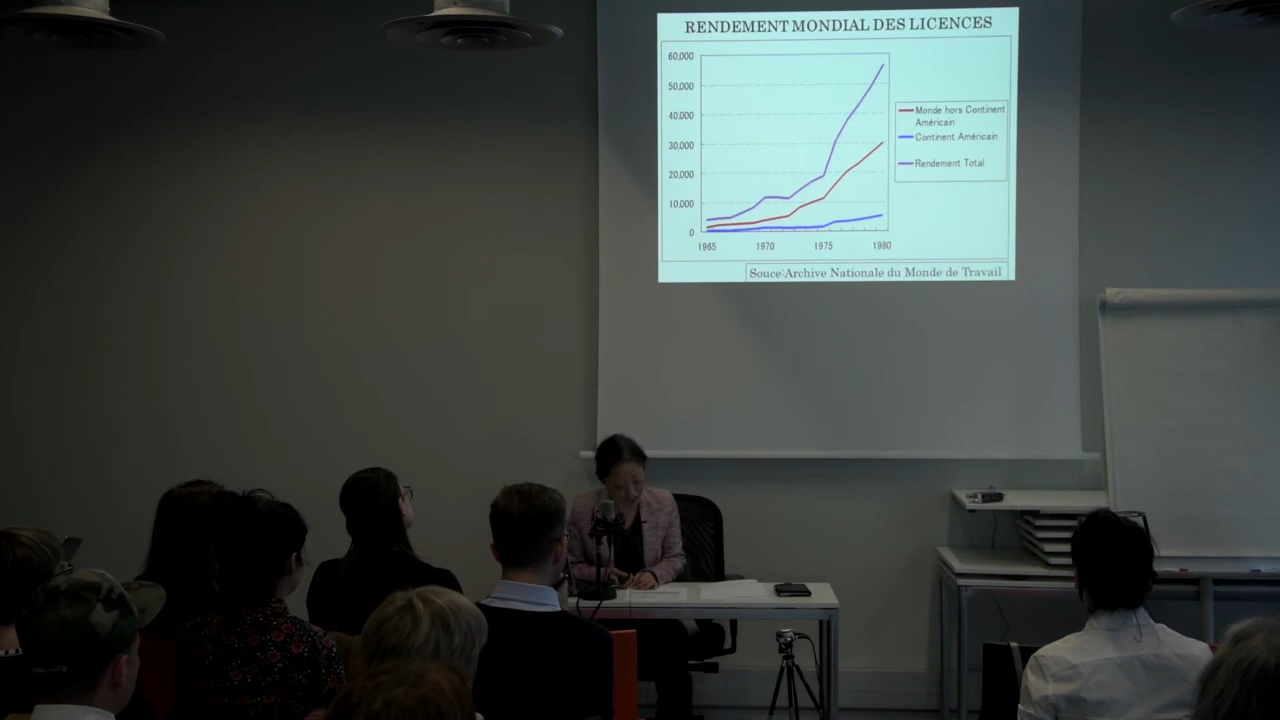 RENDEMENT MONDIAL DES LICENCES
60,000
50,000
40,000
30,000
20,000
10,000
0
1965 1970 1975 1980
Monde hors Continent
Américain
Continent Américain
Rendement Total
Souce:Archive Nationale du Monde de Travail